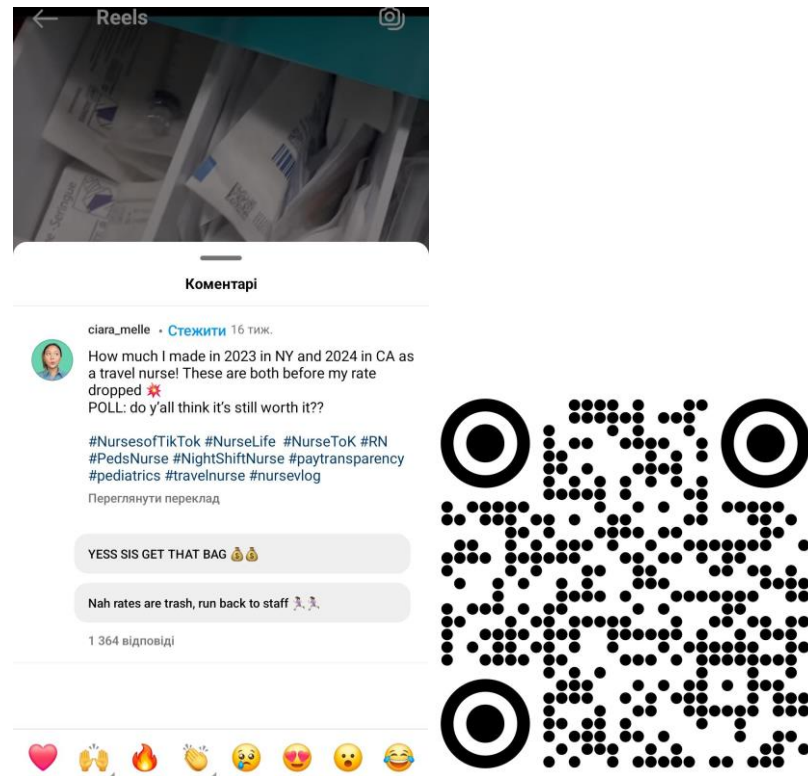 Reels
Syringe
Коментарі
ciara_melle • Стежити 16 тиж.
How much I made in 2023 in NY and 2024 in CA as
a travel nurse! These are both before my rate
dropped 💥
POLL: do y’all think it’s still worth it??
#NursesofTikTok #NurseLife #NurseToK #RN
#PedsNurse #NightShiftNurse #paytransparency
#pediatrics #travelnurse #nursevlog
Переглянути переклад
YESS SIS GET THAT BAG 💰💰
Nah rates are trash, run back to staff 🏃🏻‍♀️🏃🏻‍♀️
1 364 відповіді